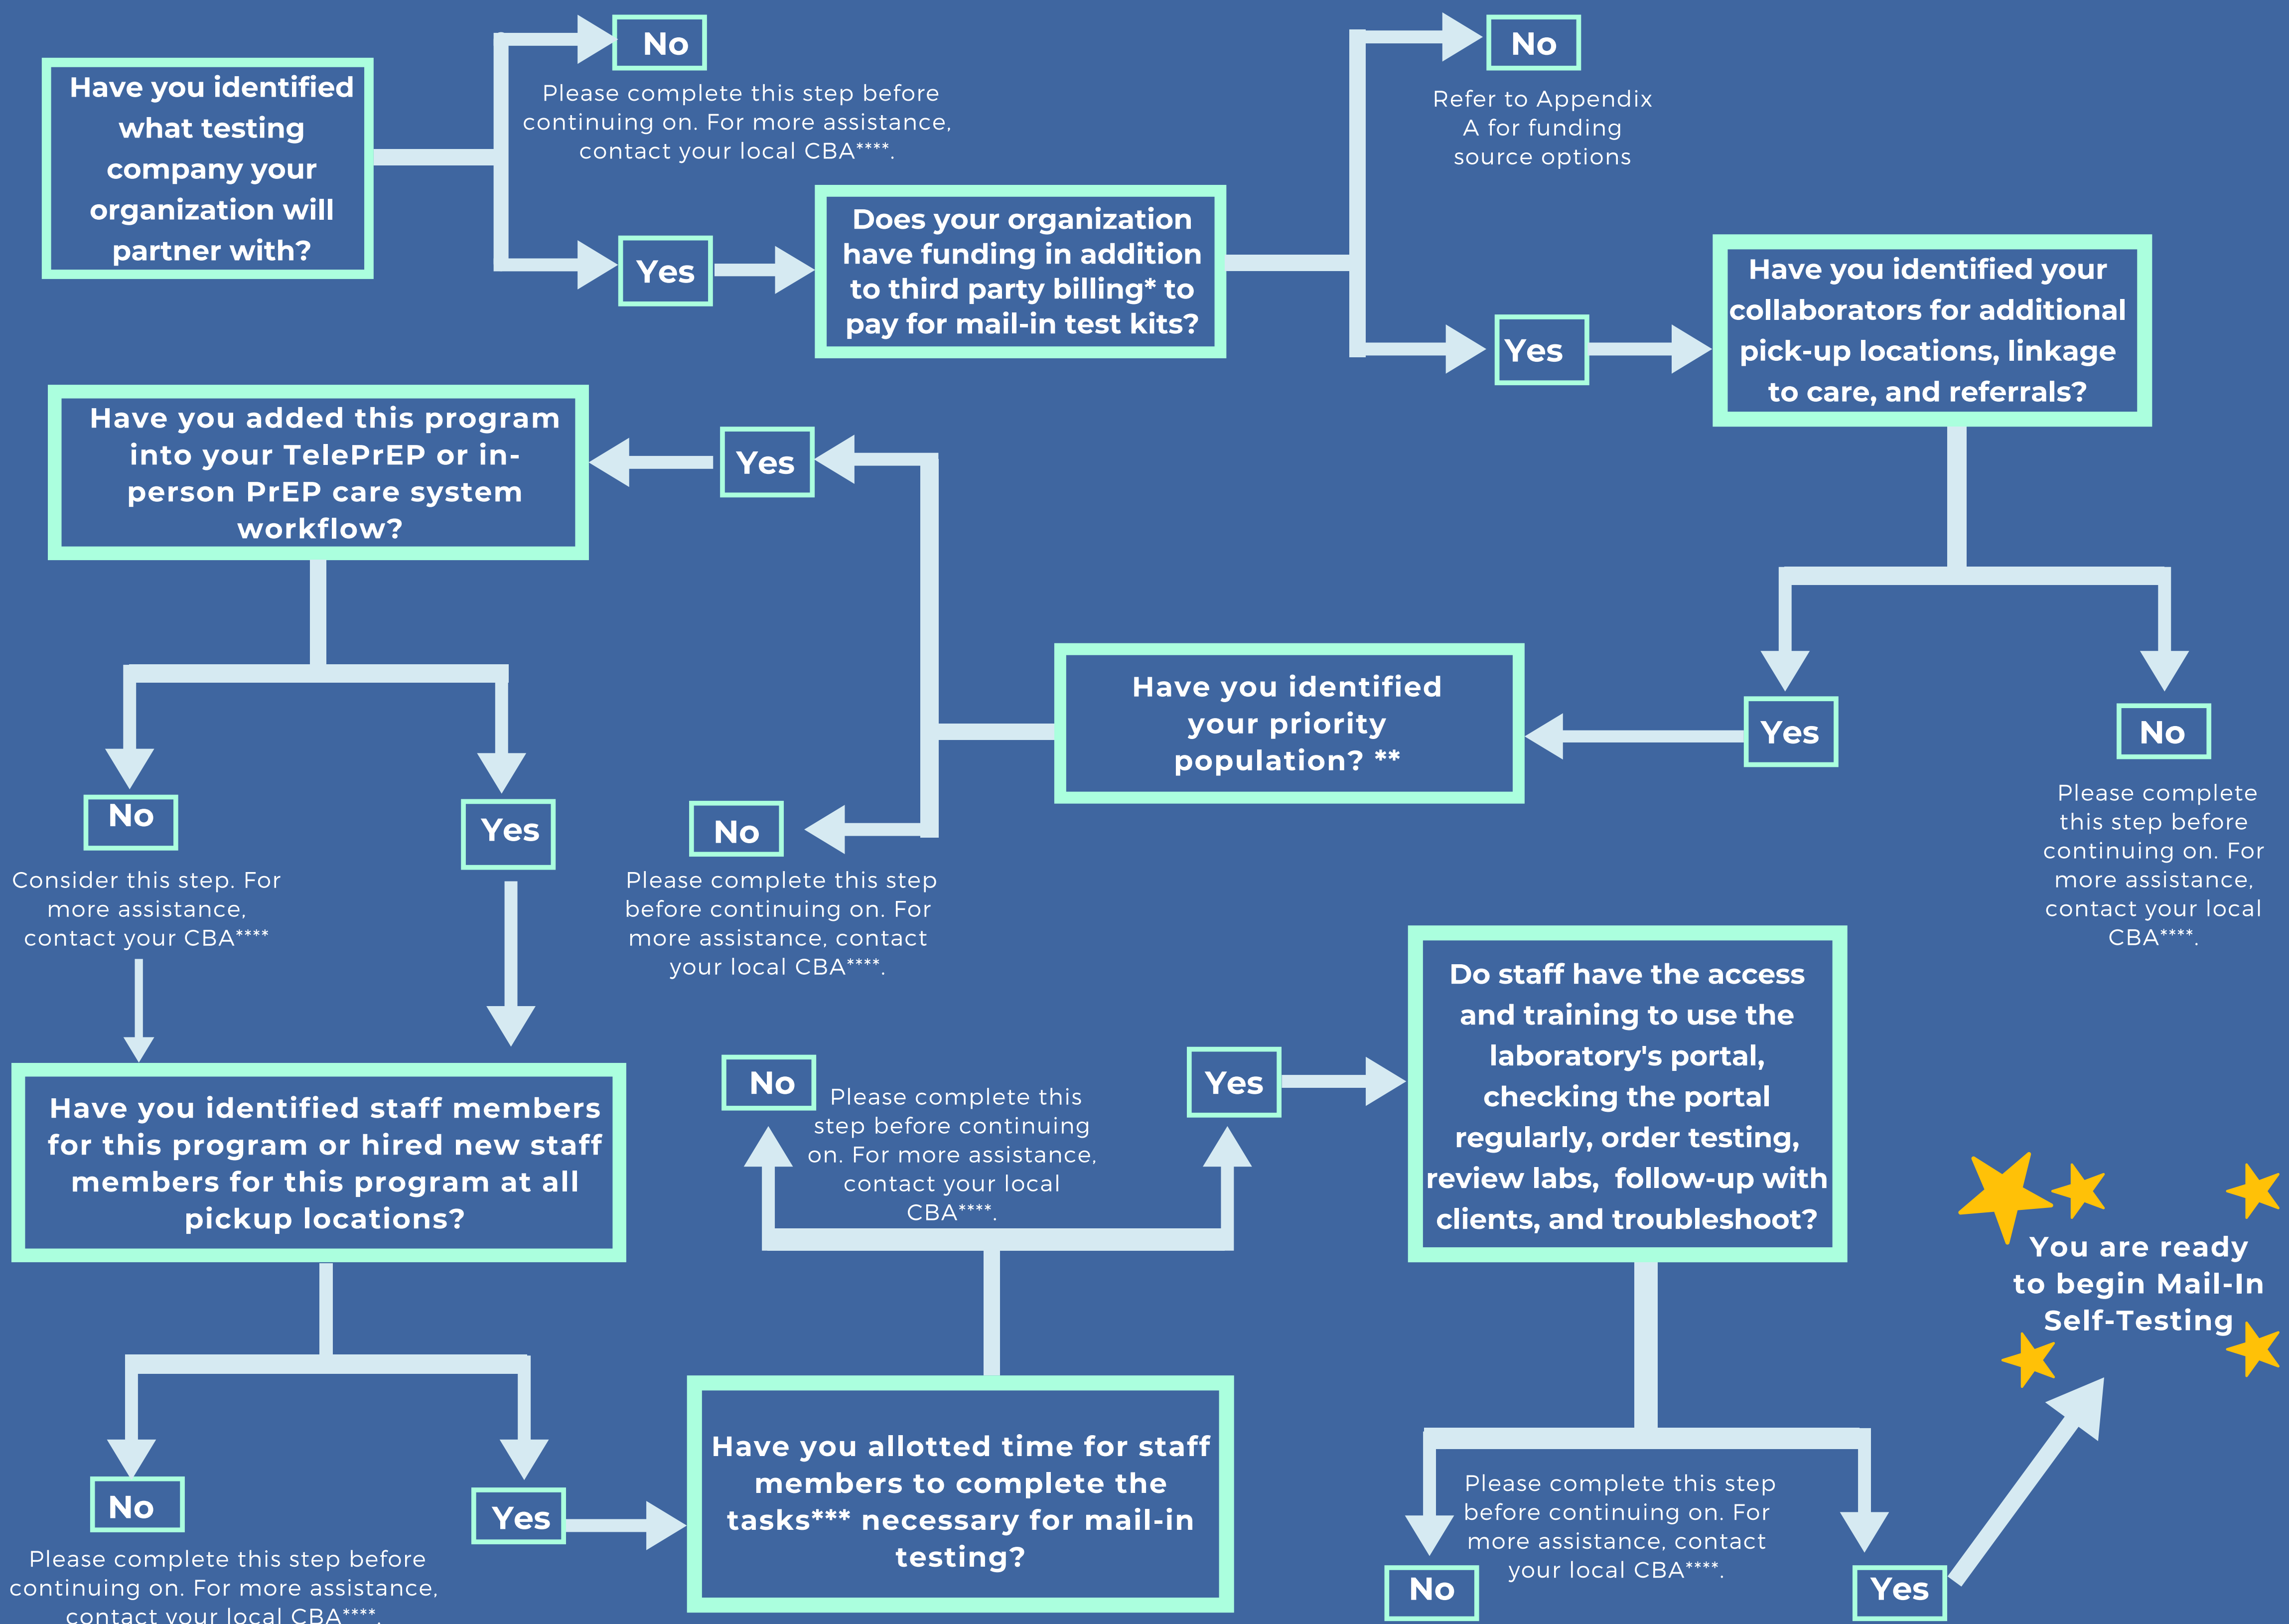 Have you identified
what testing
company your
organization will
partner with?
No
Please complete this step before
continuing on. For more assistance,
contact your local CBA****.
Yes
Does your organization
have funding in addition
to third party billing* to
pay for mail-in test kits?
No
Refer to Appendix
A for funding
source options
Yes
Have you identified your
collaborators for additional
pick-up locations, linkage
to care, and referrals?
Yes
No
Please complete
this step before
continuing on. For
more assistance,
contact your local
CBA****.
Have you identified
your priority
population? **
Yes
No
Please complete this step
before continuing on. For
more assistance, contact
your local CBA****.
Have you added this program
into your TelePrEP or in-
person PrEP care system
workflow?
No
Consider this step. For
more assistance,
contact your CBA****
Yes
Have you identified staff members
for this program or hired new staff
members for this program at all
pickup locations?
No
Please complete this step before
continuing on. For more assistance,
contact your local CBA****.
Yes
Have you allotted time for staff
members to complete the
tasks*** necessary for mail-in
testing?
No
Please complete this
step before continuing
on. For more assistance,
contact your local
CBA****.
Yes
Do staff have the access
and training to use the
laboratory's portal,
checking the portal
regularly, order testing,
review labs, follow-up with
clients, and troubleshoot?
No
Please complete this step
before continuing on. For
more assistance, contact
your local CBA****.
Yes
You are ready
to begin Mail-In
Self-Testing